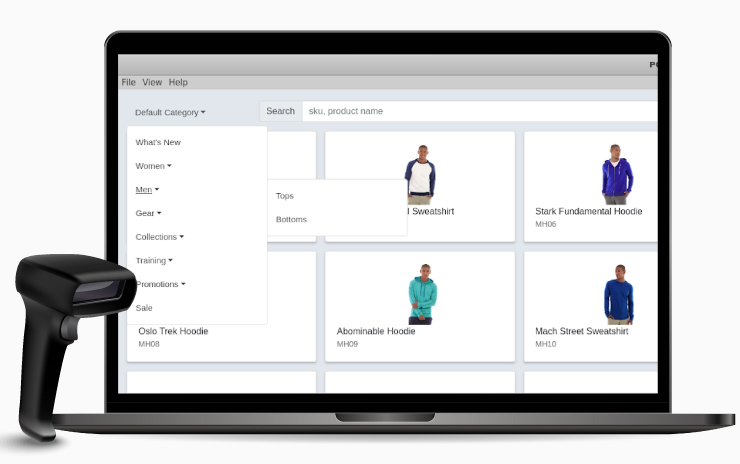 File View Help
Default Category
Search sku, product name
What's New
Women
Men
Gear
Collections
Training
Promotions
Sale
Tops
Bottoms
Sweatshirt
Stark Fundamental Hoodie
MH06
Oslo Trek Hoodie
MH08
Abominable Hoodie
MH09
Mach Street Sweatshirt
MH10